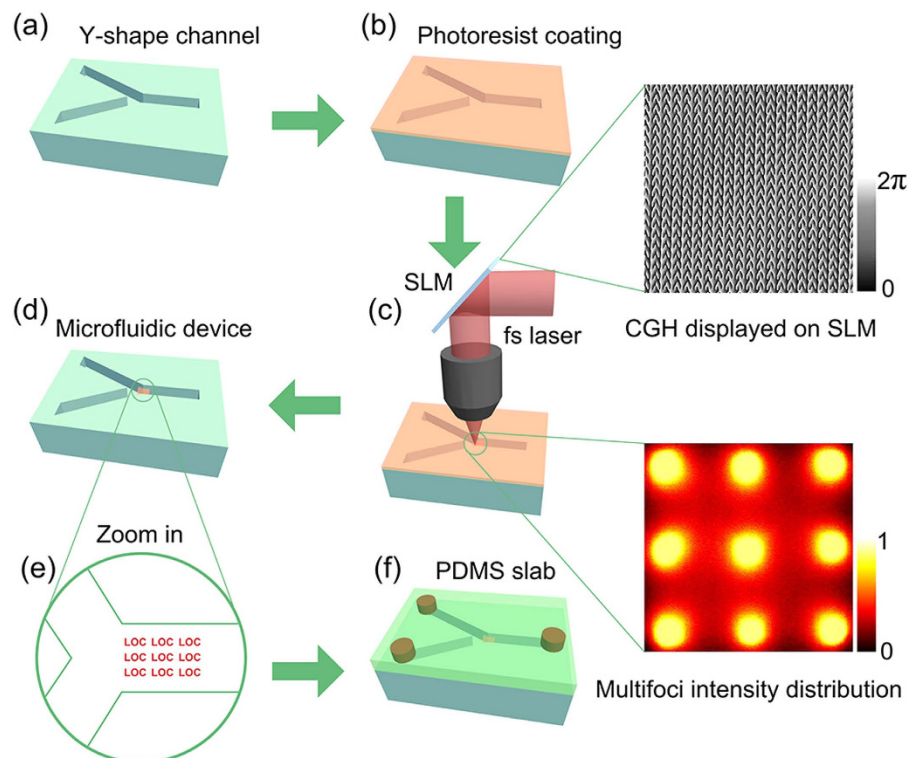 (a)
Y-shape channel
(b)
Photoresist coating
2π
0
SLM
(d)
(c)
Microfluidic device
fs laser
CGH displayed on SLM
Zoom in
(e)
LOC LOC LOC
LOC LOC LOC
LOC LOC LOC
(f)
PDMS slab
1
0
Multifoci intensity distribution